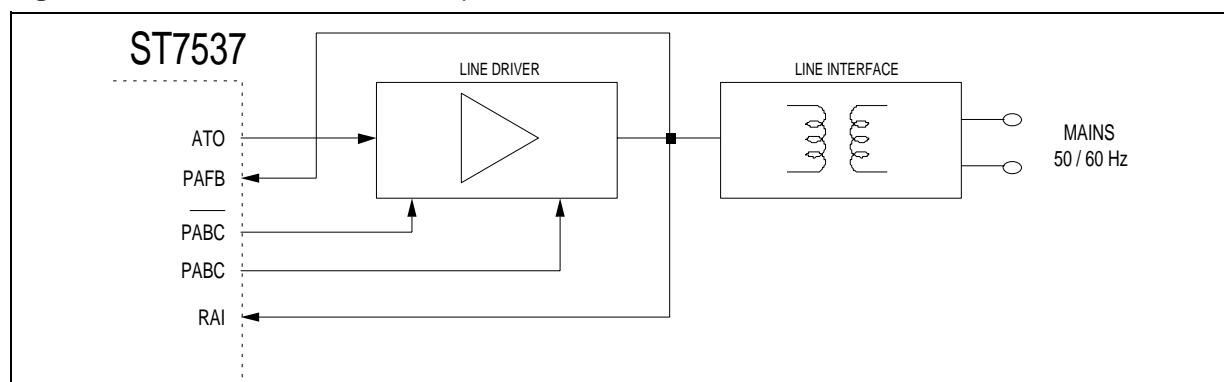 ST7537
LINE DRIVER
LINE INTERFACE
ATO
PAFB
PABC
PABC
RAI
MAINS
50 / 60 Hz